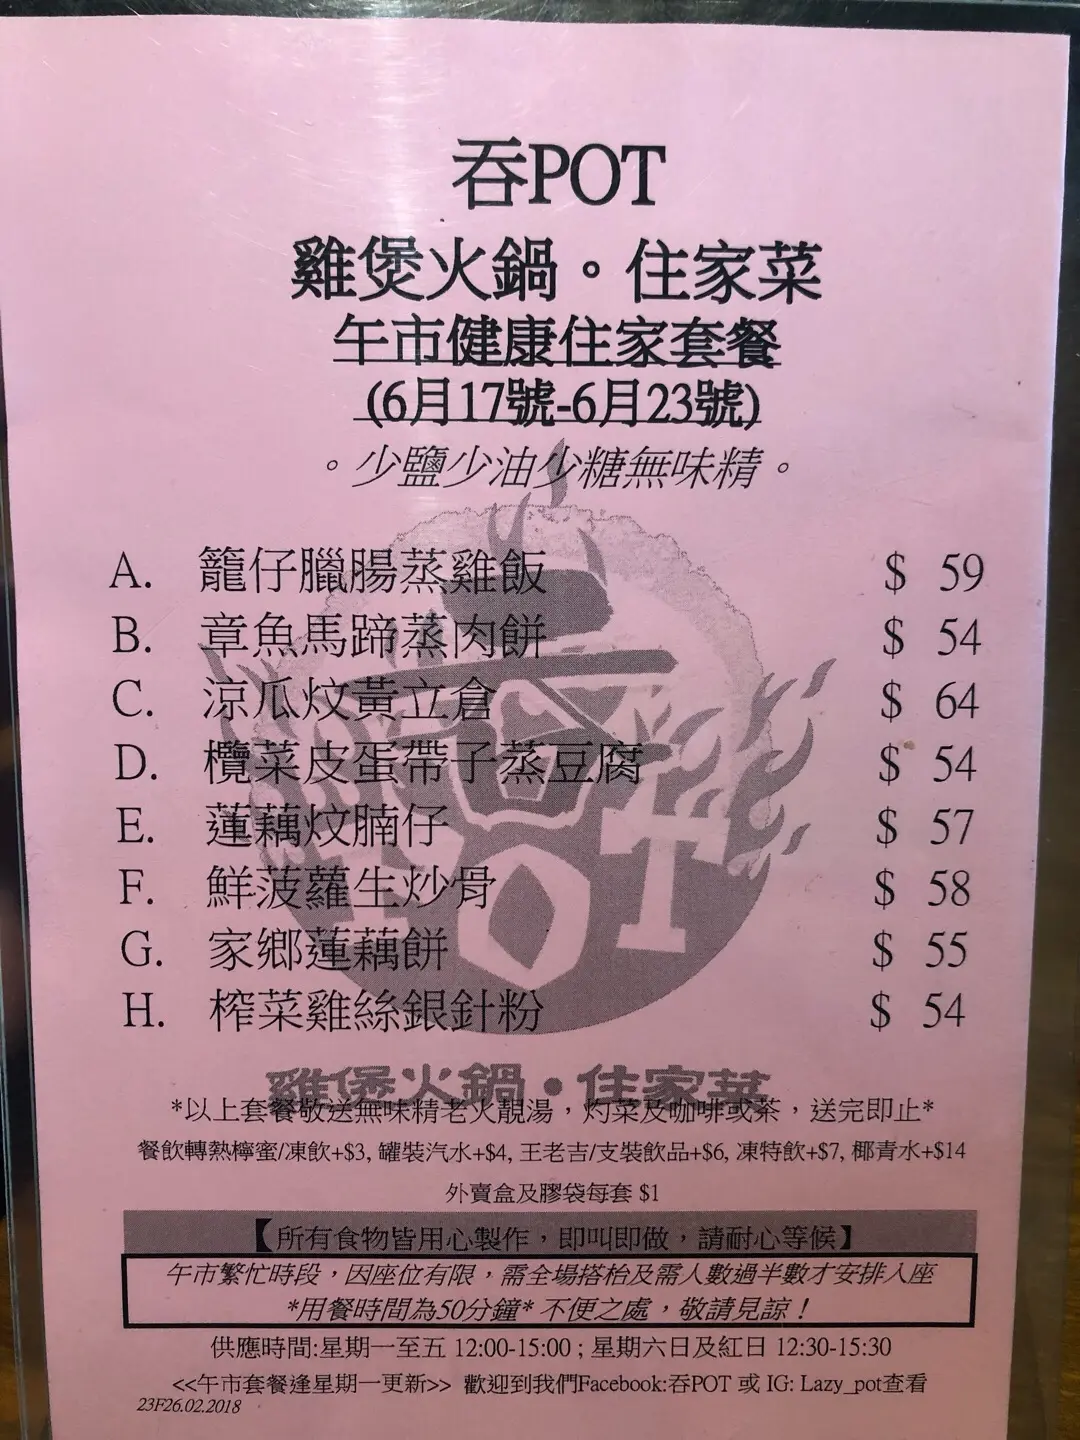 吞POT
雞煲火鍋。住家菜
午市健康住家套餐
(6月17號-6月23號)
。少鹽少油少糖無味精。
A. 籠仔臘腸蒸雞飯 $ 59
B. 章魚馬蹄蒸肉餅 $ 54
C. 涼瓜炆黃立倉 $ 64
D. 欖菜皮蛋帶子蒸豆腐 $ 54
E. 蓮藕炆腩仔 $ 57
F. 鮮菠蘿生炒骨 $ 58
G. 家鄉蓮藕餅 $ 55
H. 榨菜雞絲銀針粉 $ 54
雞煲火鍋•住家菜
*以上套餐敬送無味精老火靚湯，灼菜及咖啡或茶，送完即止*
餐飲轉熱檸蜜/凍飲+$3, 罐裝汽水+$4, 王老吉/支裝飲品+$6, 凍特飲+$7, 椰青水+$14
外賣盒及膠袋每套 $1
【所有食物皆用心製作，即叫即做，請耐心等候】
午市繁忙時段，因座位有限，需全場搭枱及需人數過半數才安排入座
*用餐時間為50分鐘* 不便之處，敬請見諒！
供應時間:星期一至五 12:00-15:00 ; 星期六日及紅日 12:30-15:30
<<午市套餐逢星期一更新>> 歡迎到我們Facebook:吞POT 或 IG: Lazy_pot查看
23F26.02.2018